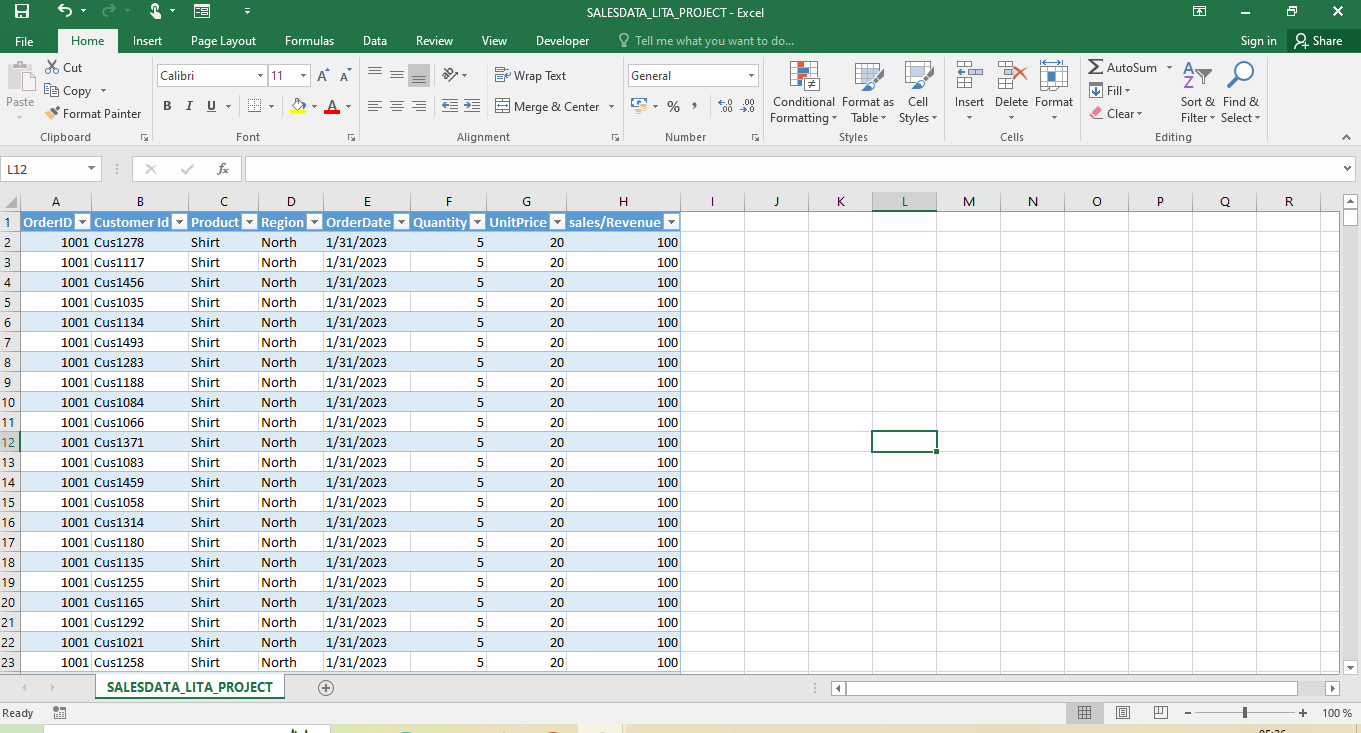 SALESDATA_LITA_PROJECT - Excel
File Home Insert Page Layout Formulas Data Review View Developer Tell me what you want to do... Sign in Share
Paste Cut Copy Format Painter
Calibri 11
B I U A
Wrap Text
Merge & Center
General
Conditional Formatting Format as Table Cell Styles
Insert Delete Format
AutoSum
Fill
Clear
Sort & Filter Find & Select
Clipboard Font Alignment Number Styles Cells Editing
L12 fx
A B C D E F G H I J K L M N O P Q R
1 OrderID Customer Id Product Region OrderDate Quantity UnitPrice sales/Revenue
2 1001 Cus1278 Shirt North 1/31/2023 5 20 100
3 1001 Cus1117 Shirt North 1/31/2023 5 20 100
4 1001 Cus1456 Shirt North 1/31/2023 5 20 100
5 1001 Cus1035 Shirt North 1/31/2023 5 20 100
6 1001 Cus1134 Shirt North 1/31/2023 5 20 100
7 1001 Cus1493 Shirt North 1/31/2023 5 20 100
8 1001 Cus1283 Shirt North 1/31/2023 5 20 100
9 1001 Cus1188 Shirt North 1/31/2023 5 20 100
10 1001 Cus1084 Shirt North 1/31/2023 5 20 100
11 1001 Cus1066 Shirt North 1/31/2023 5 20 100
12 1001 Cus1371 Shirt North 1/31/2023 5 20 100
13 1001 Cus1083 Shirt North 1/31/2023 5 20 100
14 1001 Cus1459 Shirt North 1/31/2023 5 20 100
15 1001 Cus1058 Shirt North 1/31/2023 5 20 100
16 1001 Cus1314 Shirt North 1/31/2023 5 20 100
17 1001 Cus1180 Shirt North 1/31/2023 5 20 100
18 1001 Cus1135 Shirt North 1/31/2023 5 20 100
19 1001 Cus1255 Shirt North 1/31/2023 5 20 100
20 1001 Cus1165 Shirt North 1/31/2023 5 20 100
21 1001 Cus1292 Shirt North 1/31/2023 5 20 100
22 1001 Cus1021 Shirt North 1/31/2023 5 20 100
23 1001 Cus1258 Shirt North 1/31/2023 5 20 100
SALESDATA_LITA_PROJECT
Ready 100 %